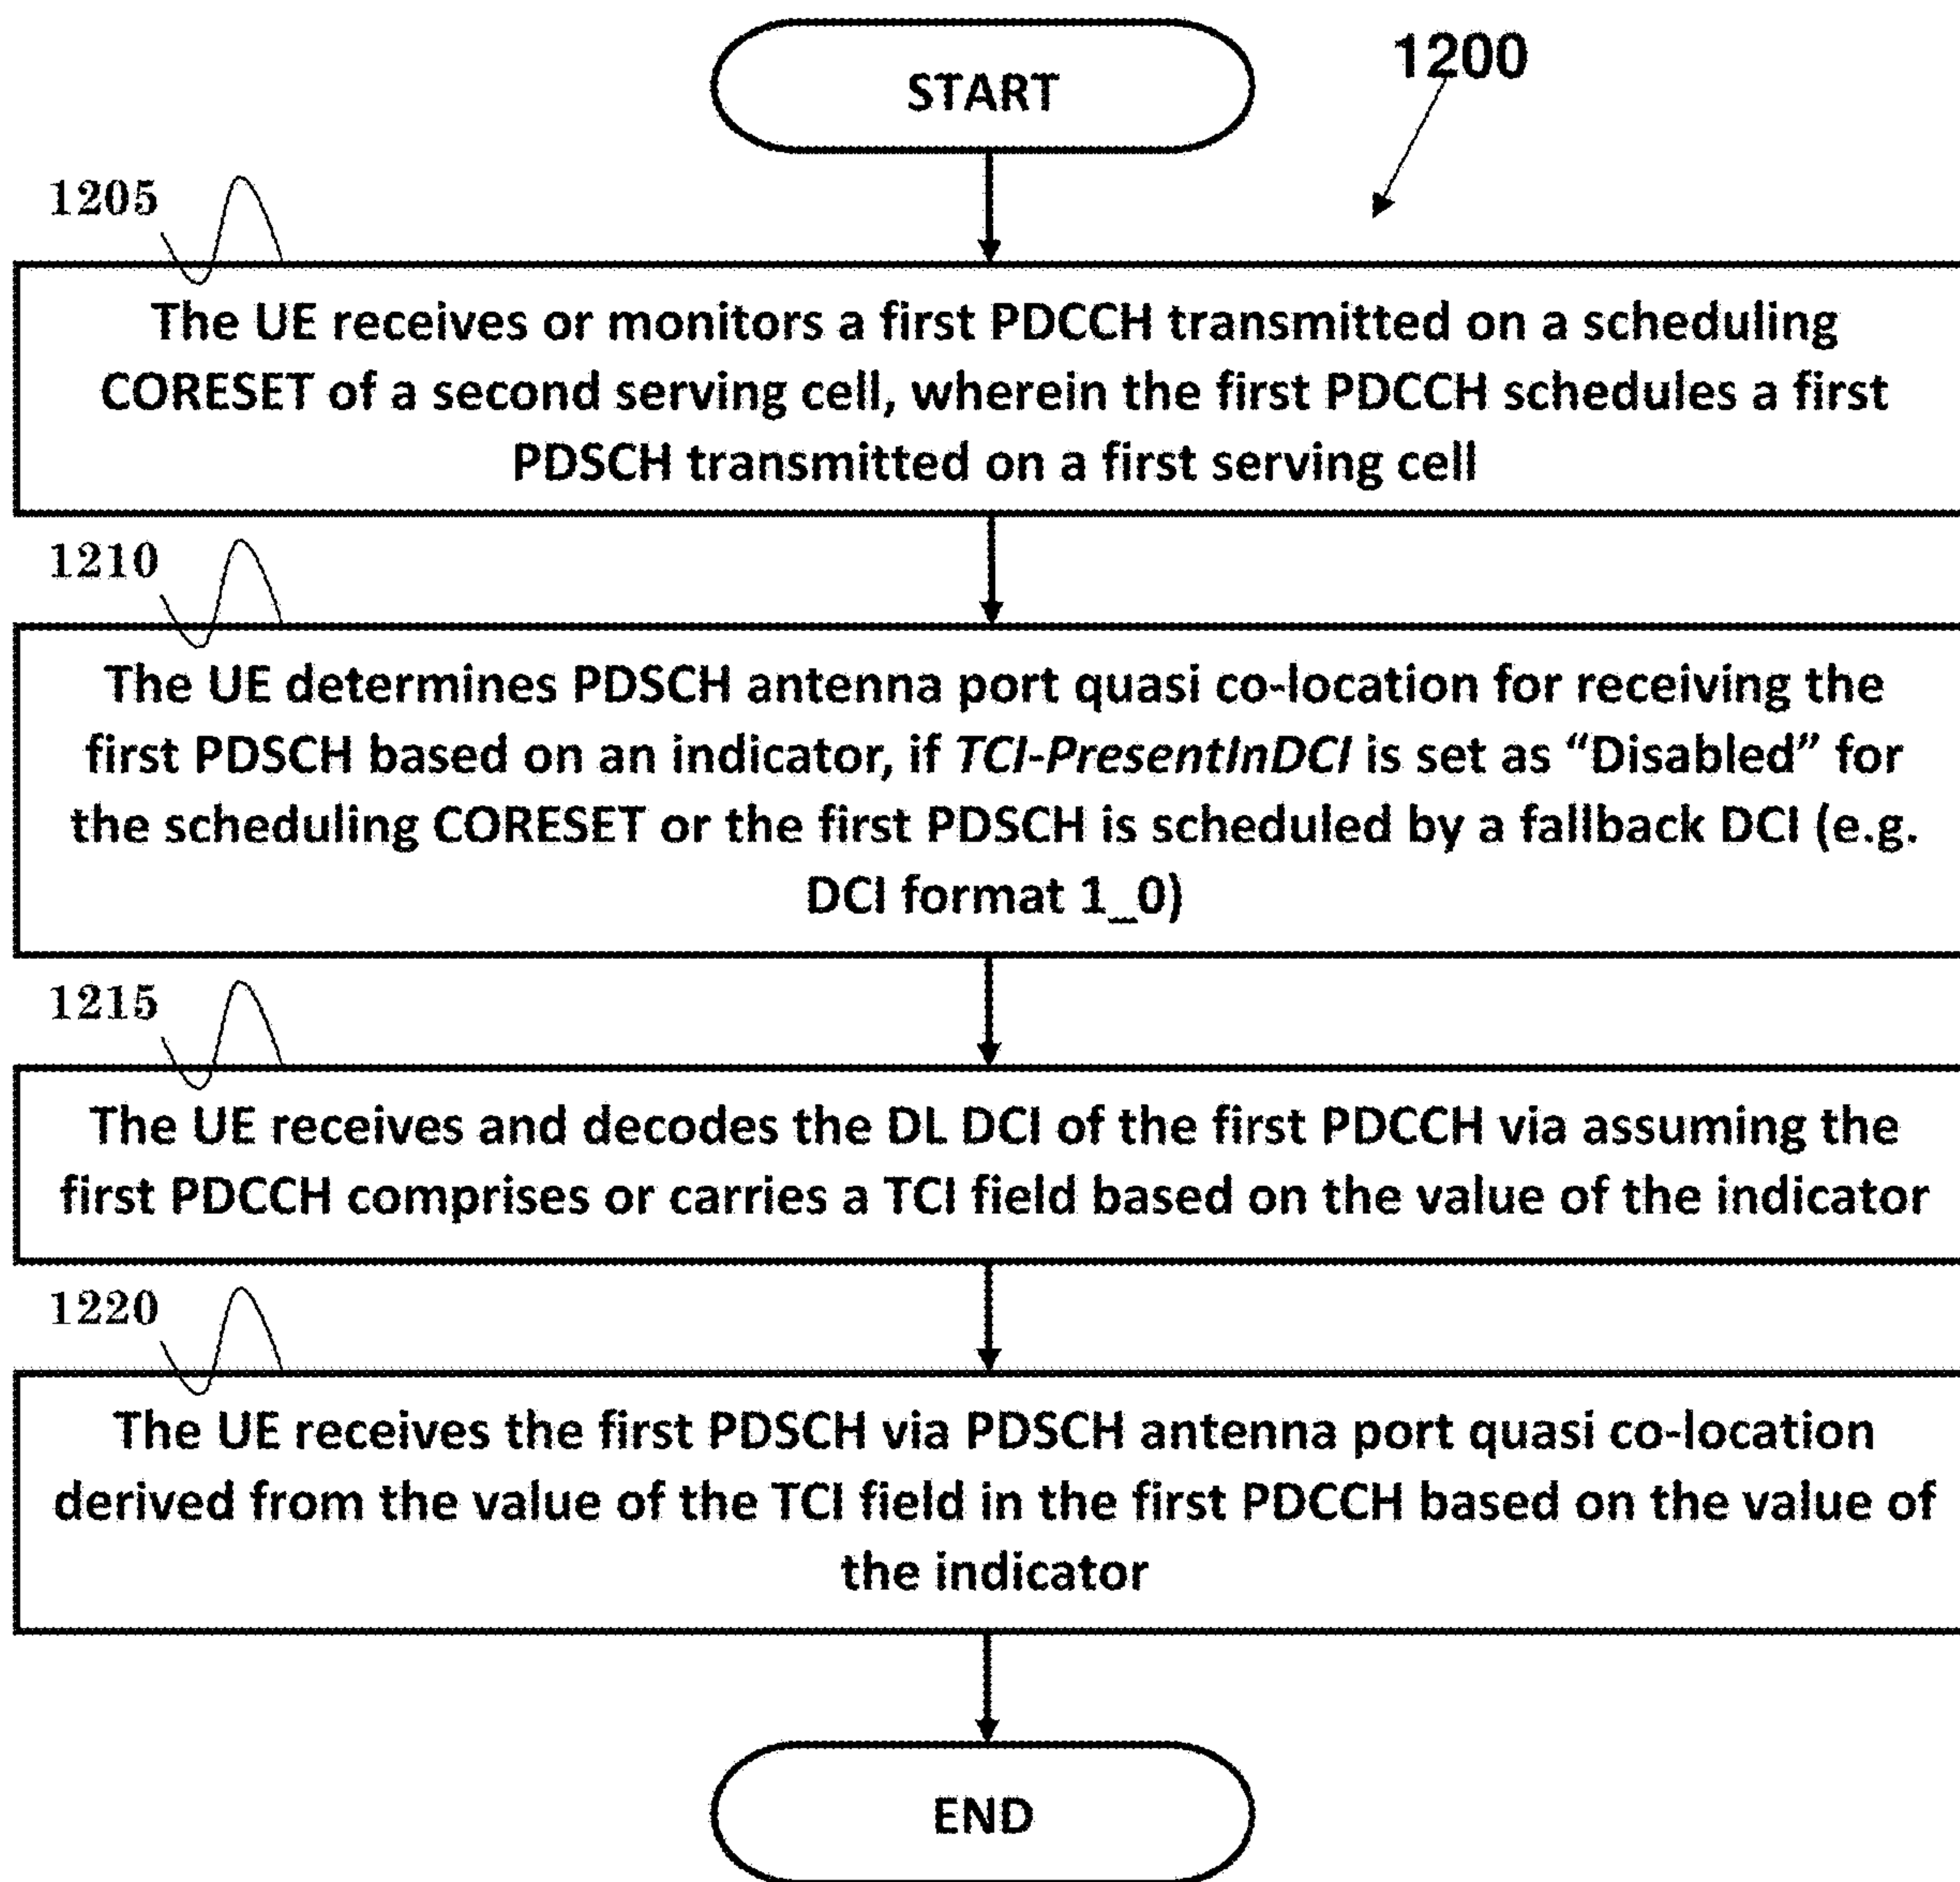 START
1200
1205
The UE receives or monitors a first PDCCH transmitted on a scheduling
CORESET of a second serving cell, wherein the first PDCCH schedules a first
PDSCH transmitted on a first serving cell
1210
The UE determines PDSCH antenna port quasi co-location for receiving the
first PDSCH based on an indicator, if TCI-PresentInDCI is set as “Disabled” for
the scheduling CORESET or the first PDSCH is scheduled by a fallback DCI (e.g.
DCI format 1_0)
1215
The UE receives and decodes the DL DCI of the first PDCCH via assuming the
first PDCCH comprises or carries a TCI field based on the value of the indicator
1220
The UE receives the first PDSCH via PDSCH antenna port quasi co-location
derived from the value of the TCI field in the first PDCCH based on the value of
the indicator
END